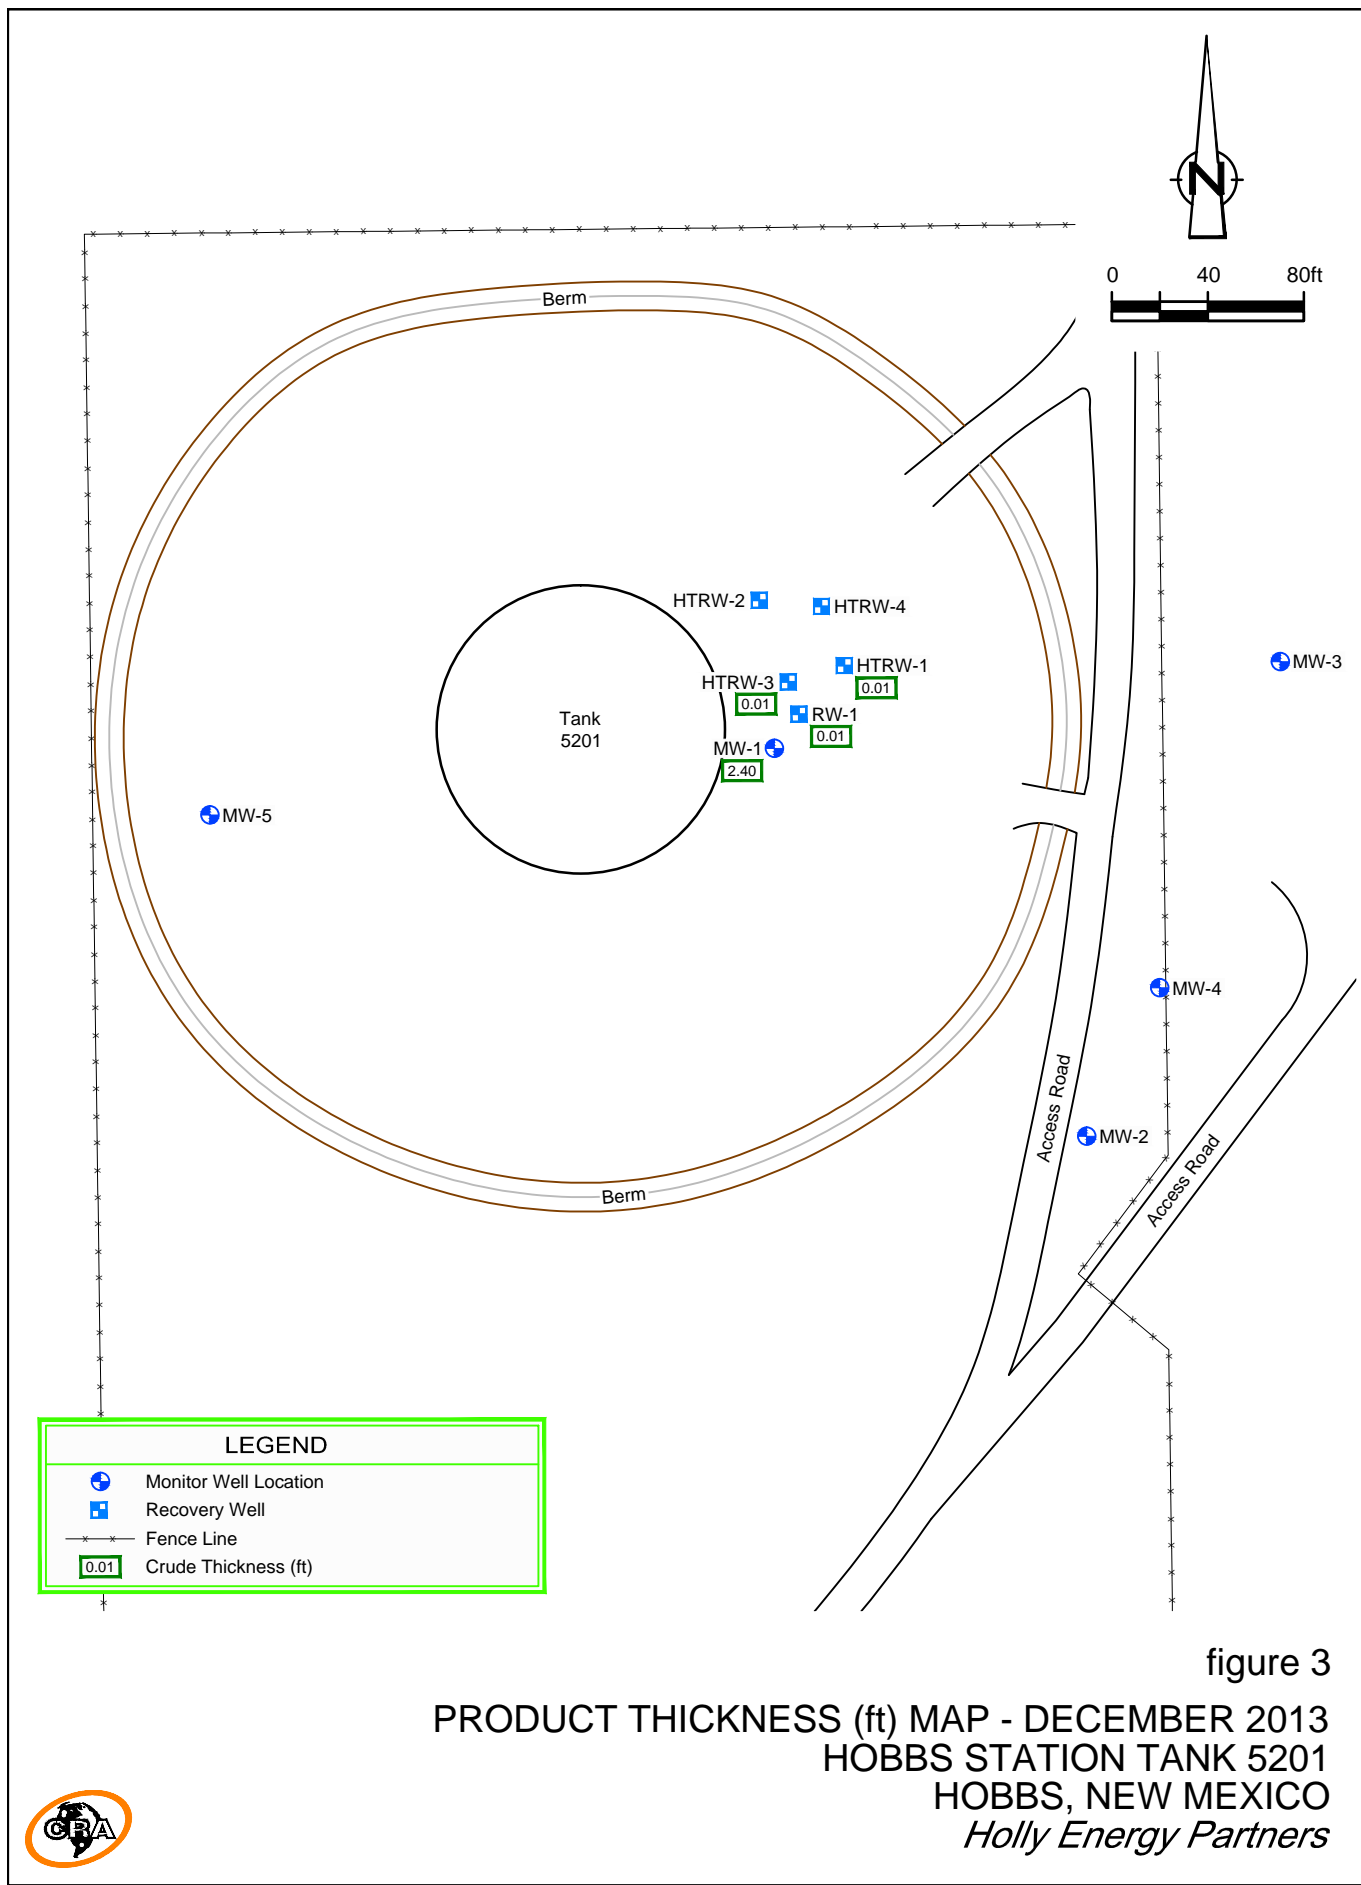 N
0 40 80ft
Berm
HTRW-2
HTRW-4
HTRW-1
0.01
HTRW-3
0.01
RW-1
0.01
MW-1
2.40
Tank
5201
MW-3
MW-5
MW-4
MW-2
Access Road
Access Road
Berm
LEGEND
Monitor Well Location
Recovery Well
Fence Line
0.01 Crude Thickness (ft)
figure 3
PRODUCT THICKNESS (ft) MAP - DECEMBER 2013
HOBBS STATION TANK 5201
HOBBS, NEW MEXICO
Holly Energy Partners
CRA